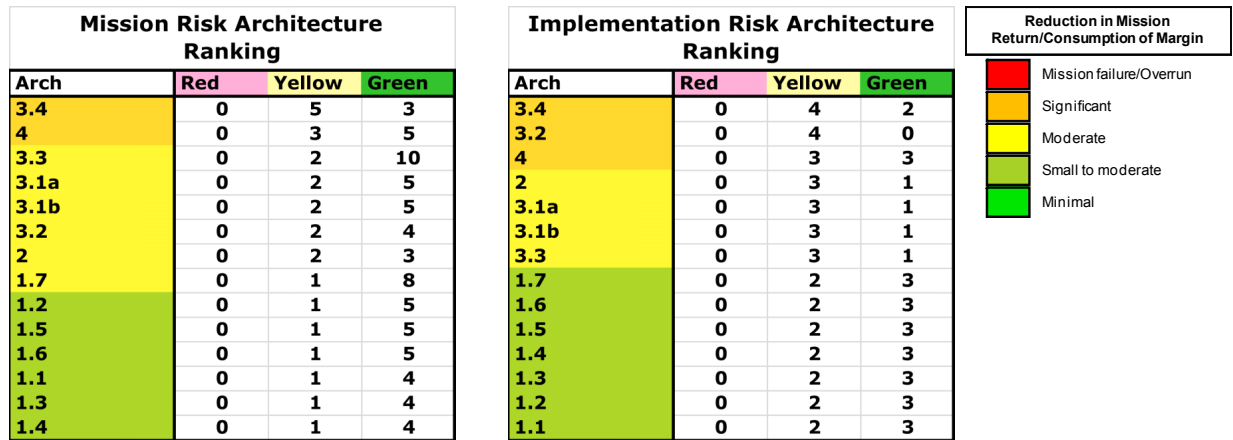 Mission Risk Architecture
Ranking
Arch Red Yellow Green
3.4 0 5 3
4 0 3 5
3.3 0 2 10
3.1a 0 2 5
3.1b 0 2 5
3.2 0 2 4
2 0 2 3
1.7 0 1 8
1.2 0 1 5
1.5 0 1 5
1.6 0 1 5
1.1 0 1 4
1.3 0 1 4
1.4 0 1 4
Implementation Risk Architecture
Ranking
Arch Red Yellow Green
3.4 0 4 2
3.2 0 4 0
4 0 3 3
2 0 3 1
3.1a 0 3 1
3.1b 0 3 1
3.3 0 3 1
1.7 0 2 3
1.6 0 2 3
1.5 0 2 3
1.4 0 2 3
1.3 0 2 3
1.2 0 2 3
1.1 0 2 3
Reduction in Mission
Return/Consumption of Margin
Mission failure/Overrun
Significant
Moderate
Small to moderate
Minimal